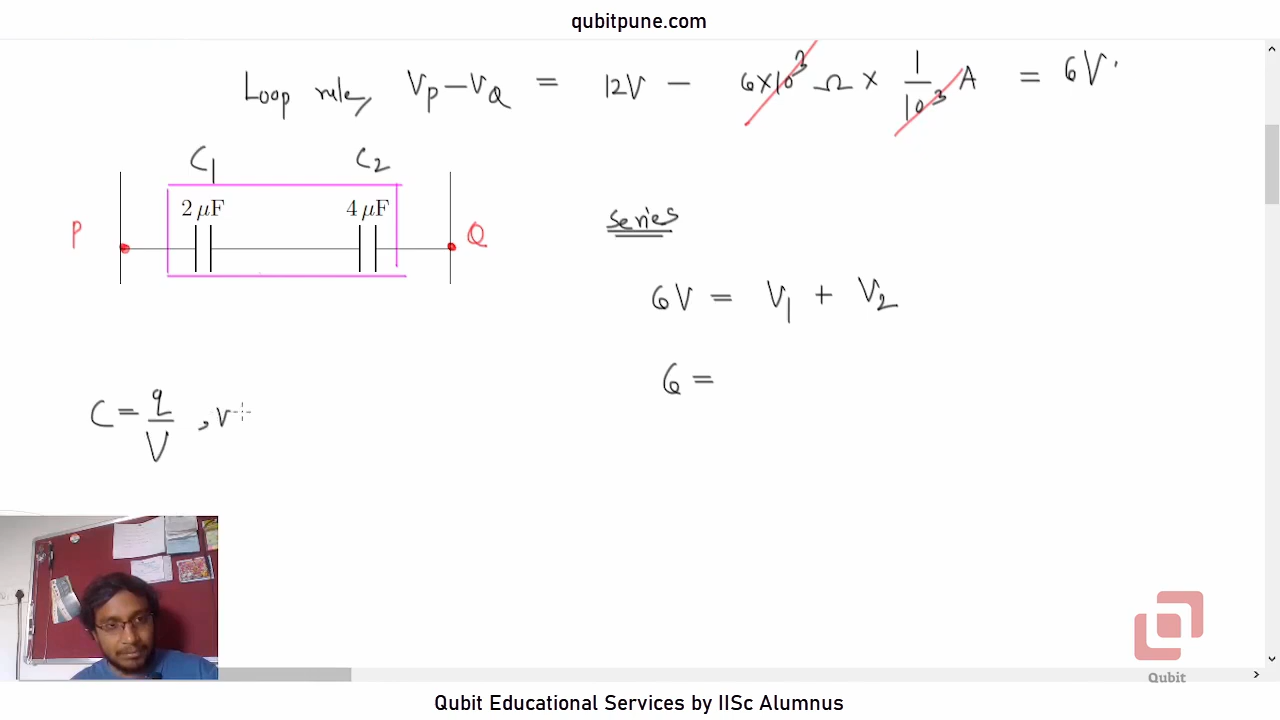 qubitpune.com
Loop rule, Vp - VQ = 12V - 6×10³ Ω × 1/10³ A = 6V.
C1 C2
2 μF 4 μF
P Q
series
6V = V1 + V2
6 =
C = q/V , V
Qubit
Qubit Educational Services by IISc Alumnus